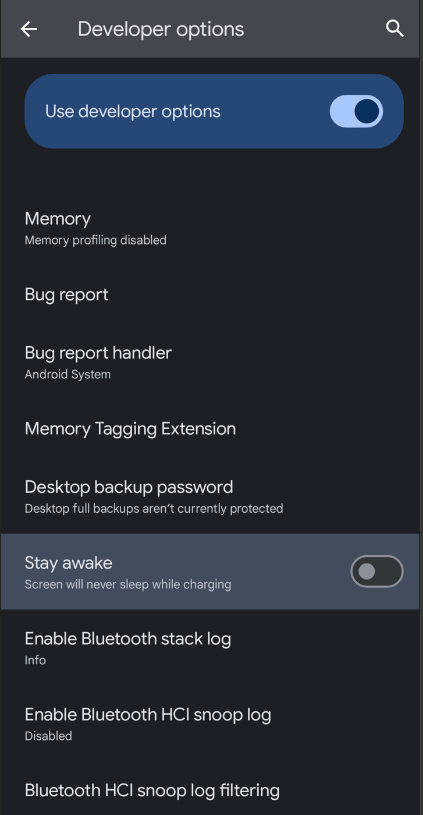 Developer options
Use developer options
Memory
Memory profiling disabled
Bug report
Bug report handler
Android System
Memory Tagging Extension
Desktop backup password
Desktop full backups aren’t currently protected
Stay awake
Screen will never sleep while charging
Enable Bluetooth stack log
Info
Enable Bluetooth HCI snoop log
Disabled
Bluetooth HCI snoop log filtering